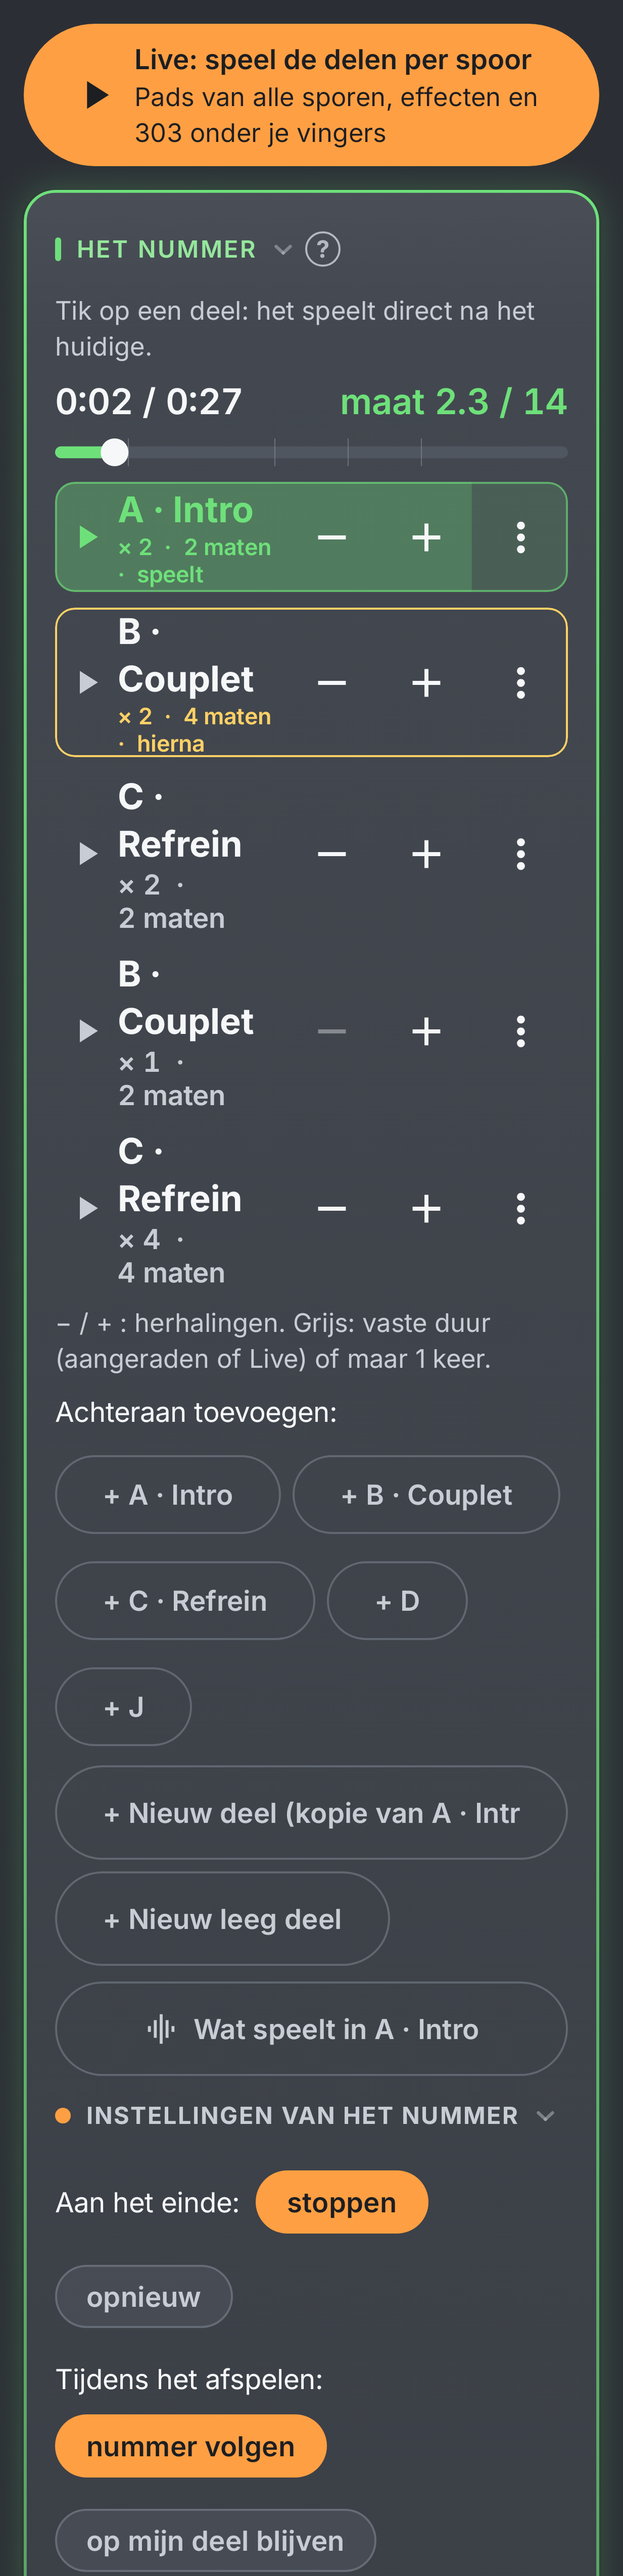 Live: speel de delen per spoor
Pads van alle sporen, effecten en
303 onder je vingers
HET NUMMER ?
Tik op een deel: het speelt direct na het
huidige.
0:02 / 0:27 maat 2.3 / 14
A · Intro
× 2 · 2 maten
· speelt
B ·
Couplet
× 2 · 4 maten
· hierna
C ·
Refrein
× 2 ·
2 maten
B ·
Couplet
× 1 ·
2 maten
C ·
Refrein
× 4 ·
4 maten
− / + : herhalingen. Grijs: vaste duur
(aangeraden of Live) of maar 1 keer.
Achteraan toevoegen:
+ A · Intro + B · Couplet
+ C · Refrein + D
+ J
+ Nieuw deel (kopie van A · Intr
+ Nieuw leeg deel
Wat speelt in A · Intro
INSTELLINGEN VAN HET NUMMER
Aan het einde: stoppen
opnieuw
Tijdens het afspelen:
nummer volgen
op mijn deel blijven